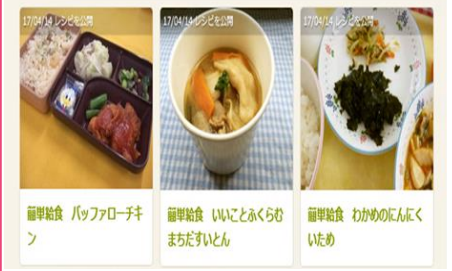 17/04/14 レシピを公開
簡単給食 バッファローチキ
ン
17/04/14 レシピを公開
簡単給食 いいことふくらむ
まちだすいとん
17/04/14 レシピを公開
簡単給食 わかめのにんにく
いため